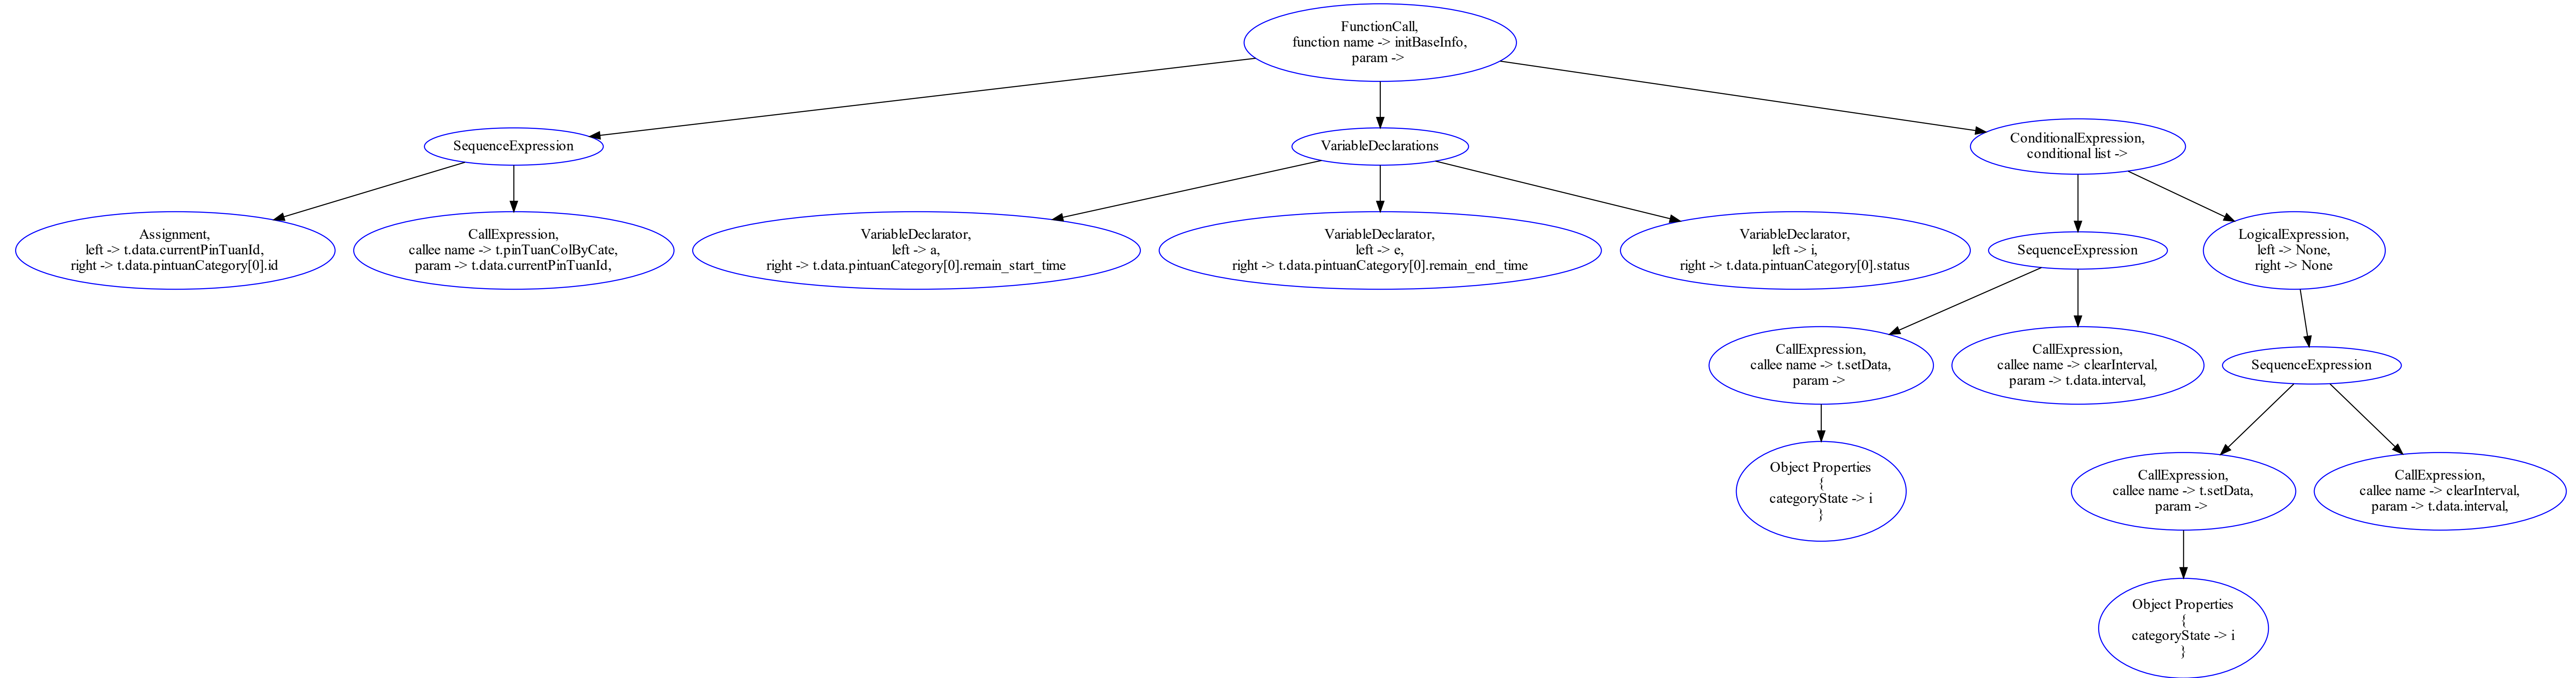 FunctionCall,
function name -> initBaseInfo,
param ->
SequenceExpression
VariableDeclarations
ConditionalExpression,
conditional list ->
Assignment,
left -> t.data.currentPinTuanId,
right -> t.data.pintuanCategory[0].id
CallExpression,
callee name -> t.pinTuanColByCate,
param -> t.data.currentPinTuanId,
VariableDeclarator,
left -> a,
right -> t.data.pintuanCategory[0].remain_start_time
VariableDeclarator,
left -> e,
right -> t.data.pintuanCategory[0].remain_end_time
VariableDeclarator,
left -> i,
right -> t.data.pintuanCategory[0].status
SequenceExpression
LogicalExpression,
left -> None,
right -> None
CallExpression,
callee name -> t.setData,
param ->
CallExpression,
callee name -> clearInterval,
param -> t.data.interval,
SequenceExpression
Object Properties
{
categoryState -> i
}
CallExpression,
callee name -> t.setData,
param ->
CallExpression,
callee name -> clearInterval,
param -> t.data.interval,
Object Properties
{
categoryState -> i
}